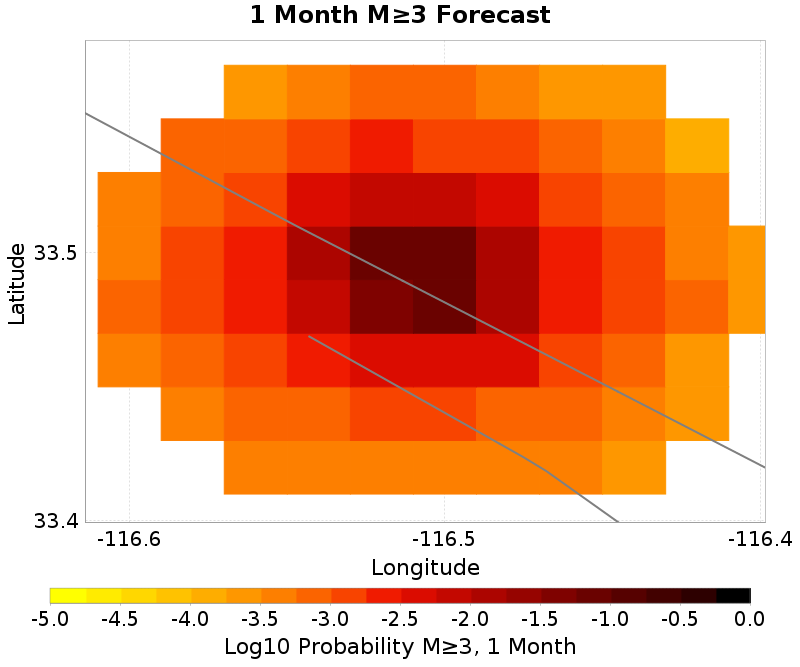 1 Month M≥3 Forecast
Latitude
33.5
33.4
-116.6 -116.5 -116.4
Longitude
-5.0 -4.5 -4.0 -3.5 -3.0 -2.5 -2.0 -1.5 -1.0 -0.5 0.0
Log10 Probability M≥3, 1 Month